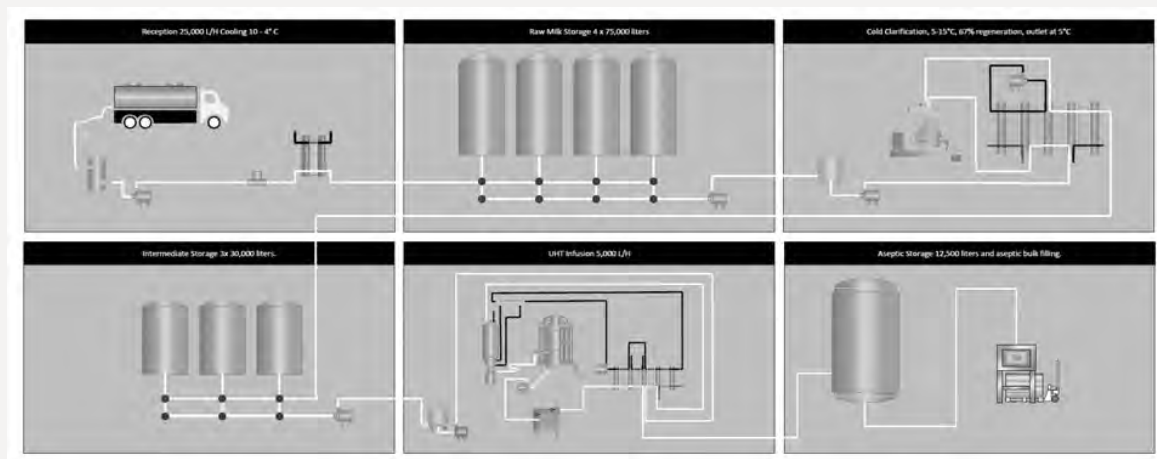 Reception 25,000 L/H Cooling 10 - 4° C
Raw Milk Storage 4 x 75,000 liters
Cold Clarification, 5-15°C, 67% regeneration, outlet at 5°C
Intermediate Storage 3x 30,000 liters.
UHT Infusion 5,000 L/H
Aseptic Storage 12,500 liters and aseptic bulk filling.